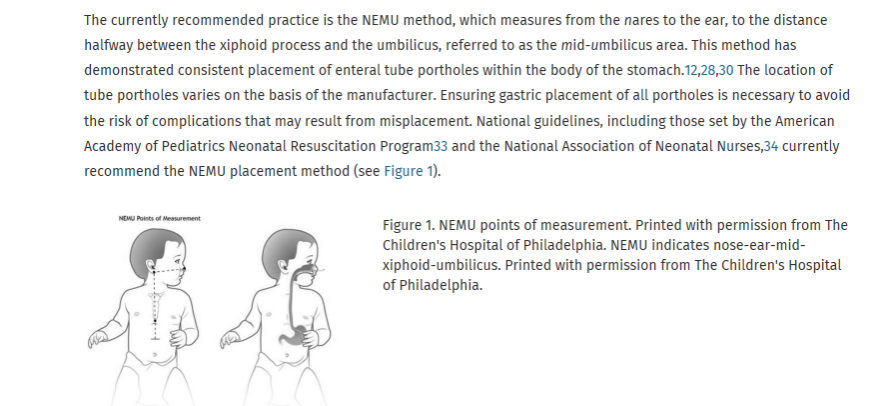 The currently recommended practice is the NEMU method, which measures from the nares to the ear, to the distance
halfway between the xiphoid process and the umbilicus, referred to as the mid-umbilicus area. This method has
demonstrated consistent placement of enteral tube portholes within the body of the stomach.12,28,30 The location of
tube portholes varies on the basis of the manufacturer. Ensuring gastric placement of all portholes is necessary to avoid
the risk of complications that may result from misplacement. National guidelines, including those set by the American
Academy of Pediatrics Neonatal Resuscitation Program33 and the National Association of Neonatal Nurses,34 currently
recommend the NEMU placement method (see Figure 1).
NEMU Points of Measurement
Figure 1. NEMU points of measurement. Printed with permission from The
Children's Hospital of Philadelphia. NEMU indicates nose-ear-mid-
xiphoid-umbilicus. Printed with permission from The Children's Hospital
of Philadelphia.